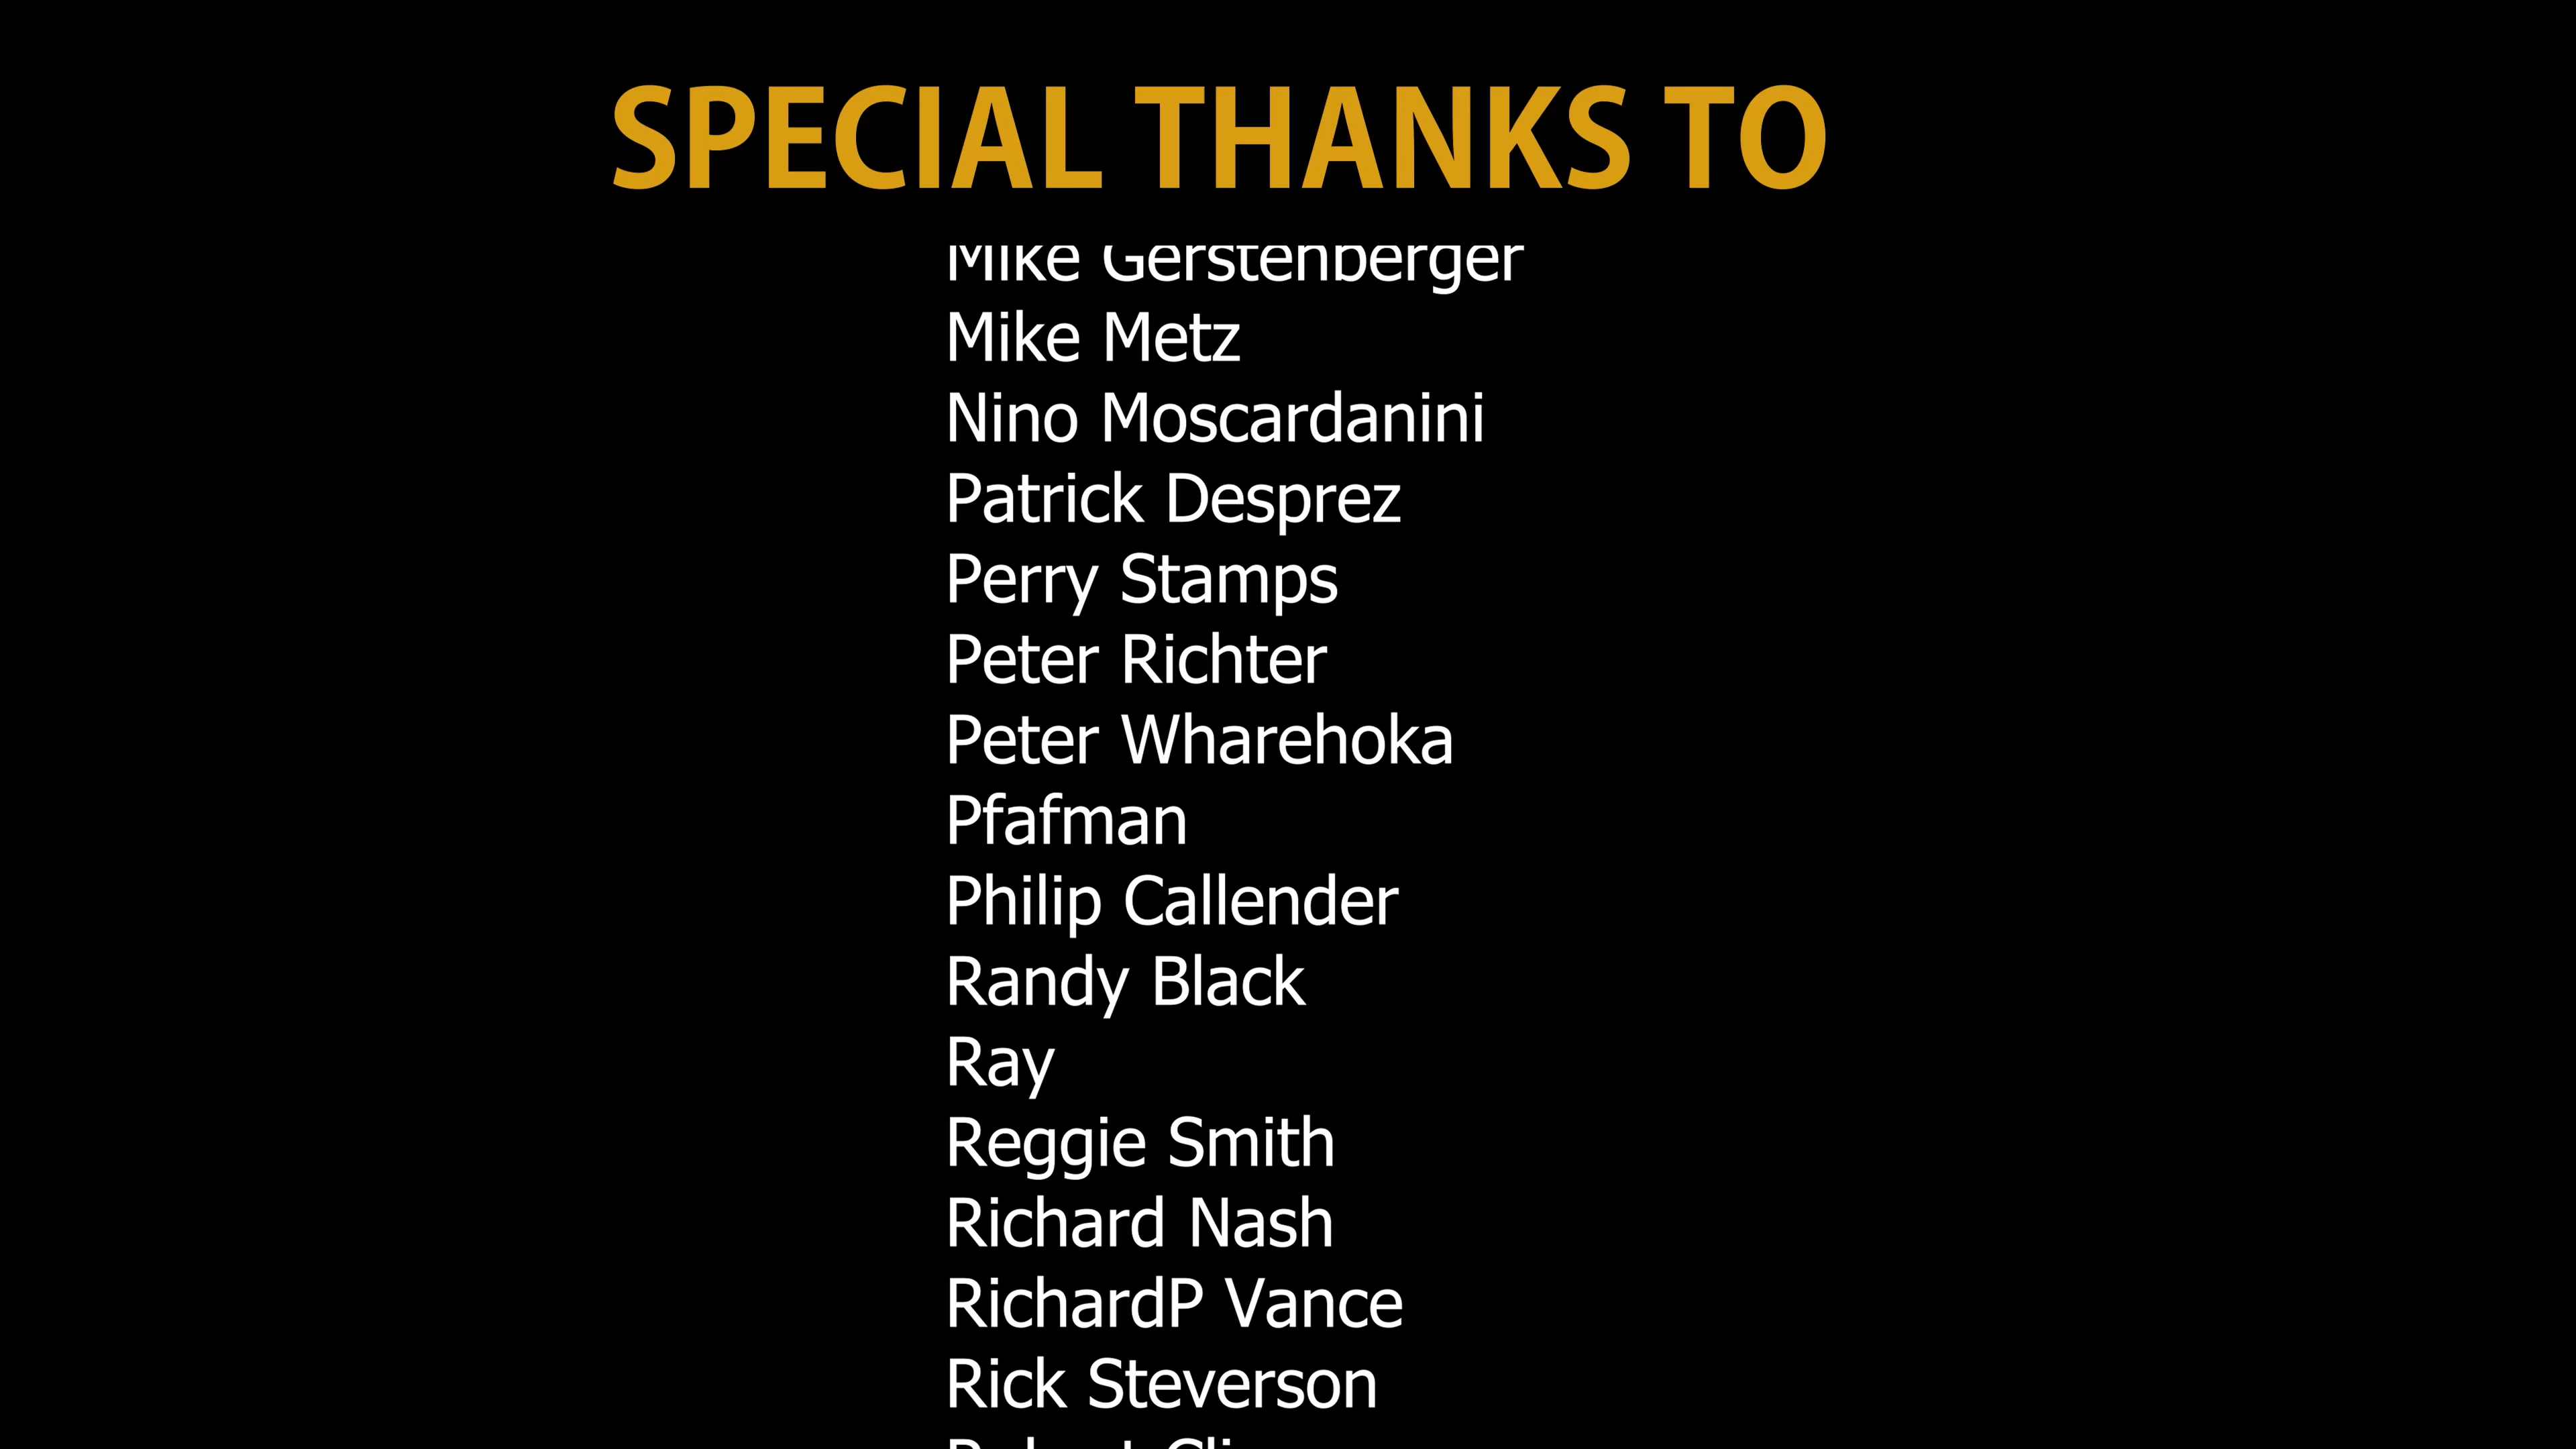 SPECIAL THANKS TO
Mike Gerstenberger
Mike Metz
Nino Moscardanini
Patrick Desprez
Perry Stamps
Peter Richter
Peter Wharehoka
Pfafman
Philip Callender
Randy Black
Ray
Reggie Smith
Richard Nash
RichardP Vance
Rick Steverson
Robert